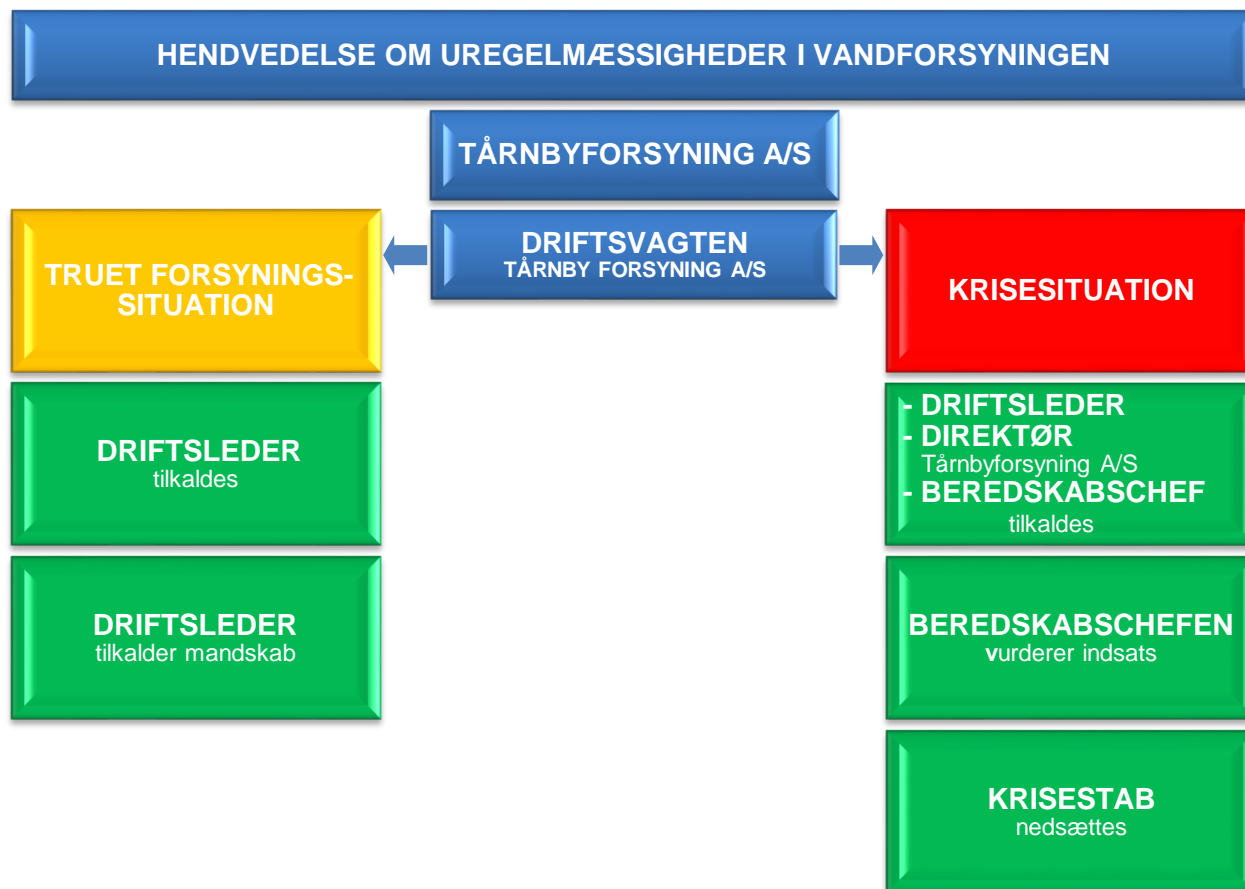 HENDVEDELSE OM UREGELMÆSSIGHEDER I VANDFORSYNINGEN
TÅRNBYFORSYNING A/S
DRIFTSVAGTEN
TÅRNBY FORSYNING A/S
TRUET FORSYNINGS-
SITUATION
DRIFTSLEDER
tilkaldes
DRIFTSLEDER
tilkalder mandskab
KRISESITUATION
- DRIFTSLEDER
- DIREKTØR
Tårnbyforsyning A/S
- BEREDSKABSCHEF
tilkaldes
BEREDSKABSCHEFEN
vurderer indsats
KRISESTAB
nedsættes